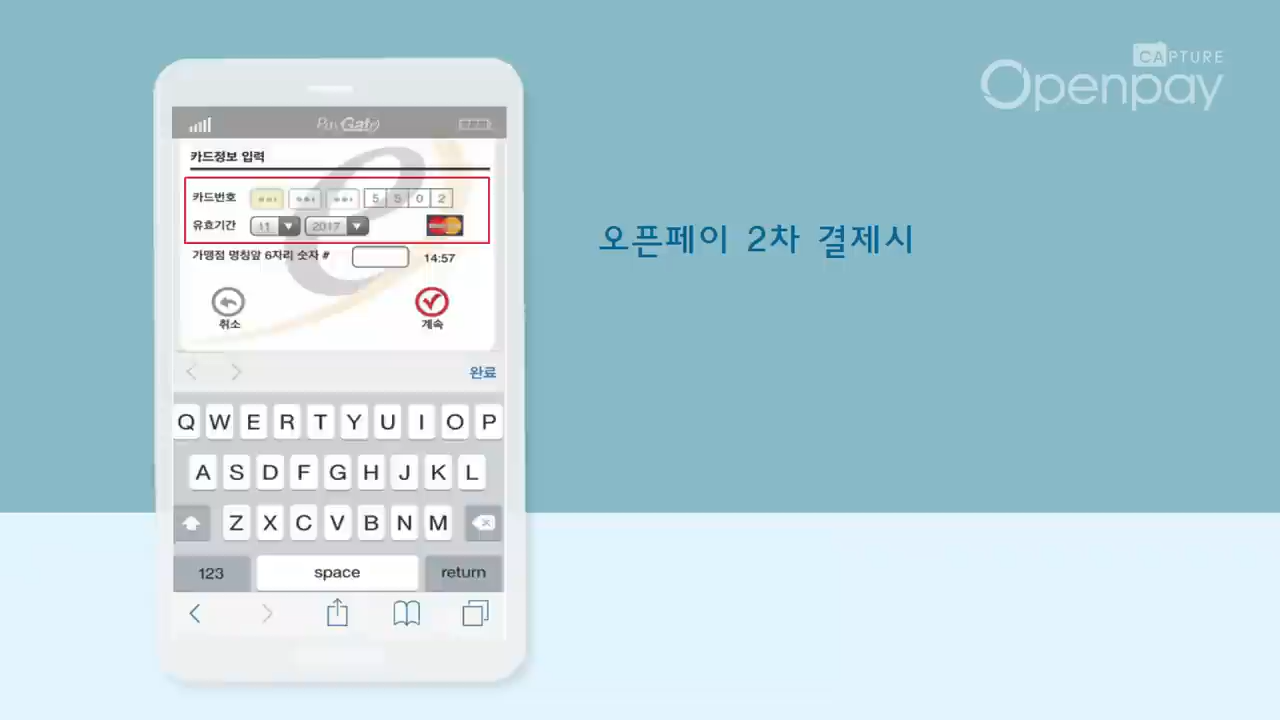 CAPTURE
Openpay
PayGate
카드정보 입력
카드번호 5 5 0 2
유효기간 11 2017
가맹점 명칭앞 6자리 숫자 # 14:57
취소 계속
오픈페이 2차 결제시
완료
Q W E R T Y U I O P
A S D F G H J K L
Z X C V B N M
123 space return